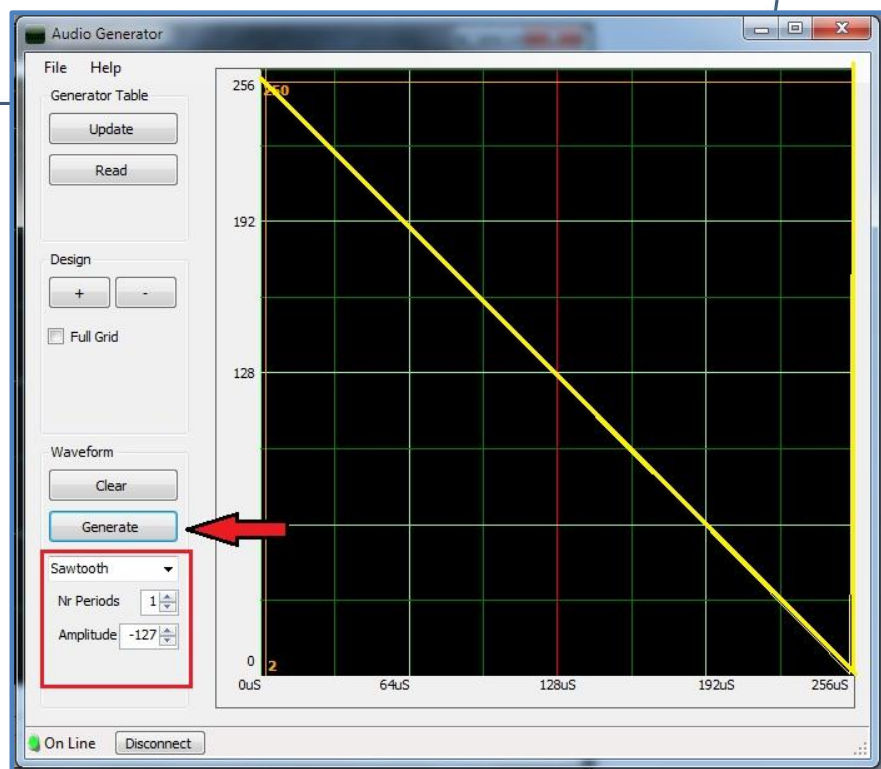 Audio Generator
File Help
Generator Table
Update
Read
Design
+ -
Full Grid
Waveform
Clear
Generate
Sawtooth
Nr Periods 1
Amplitude -127
256
250
192
128
0
2
0uS 64uS 128uS 192uS 256uS
On Line Disconnect